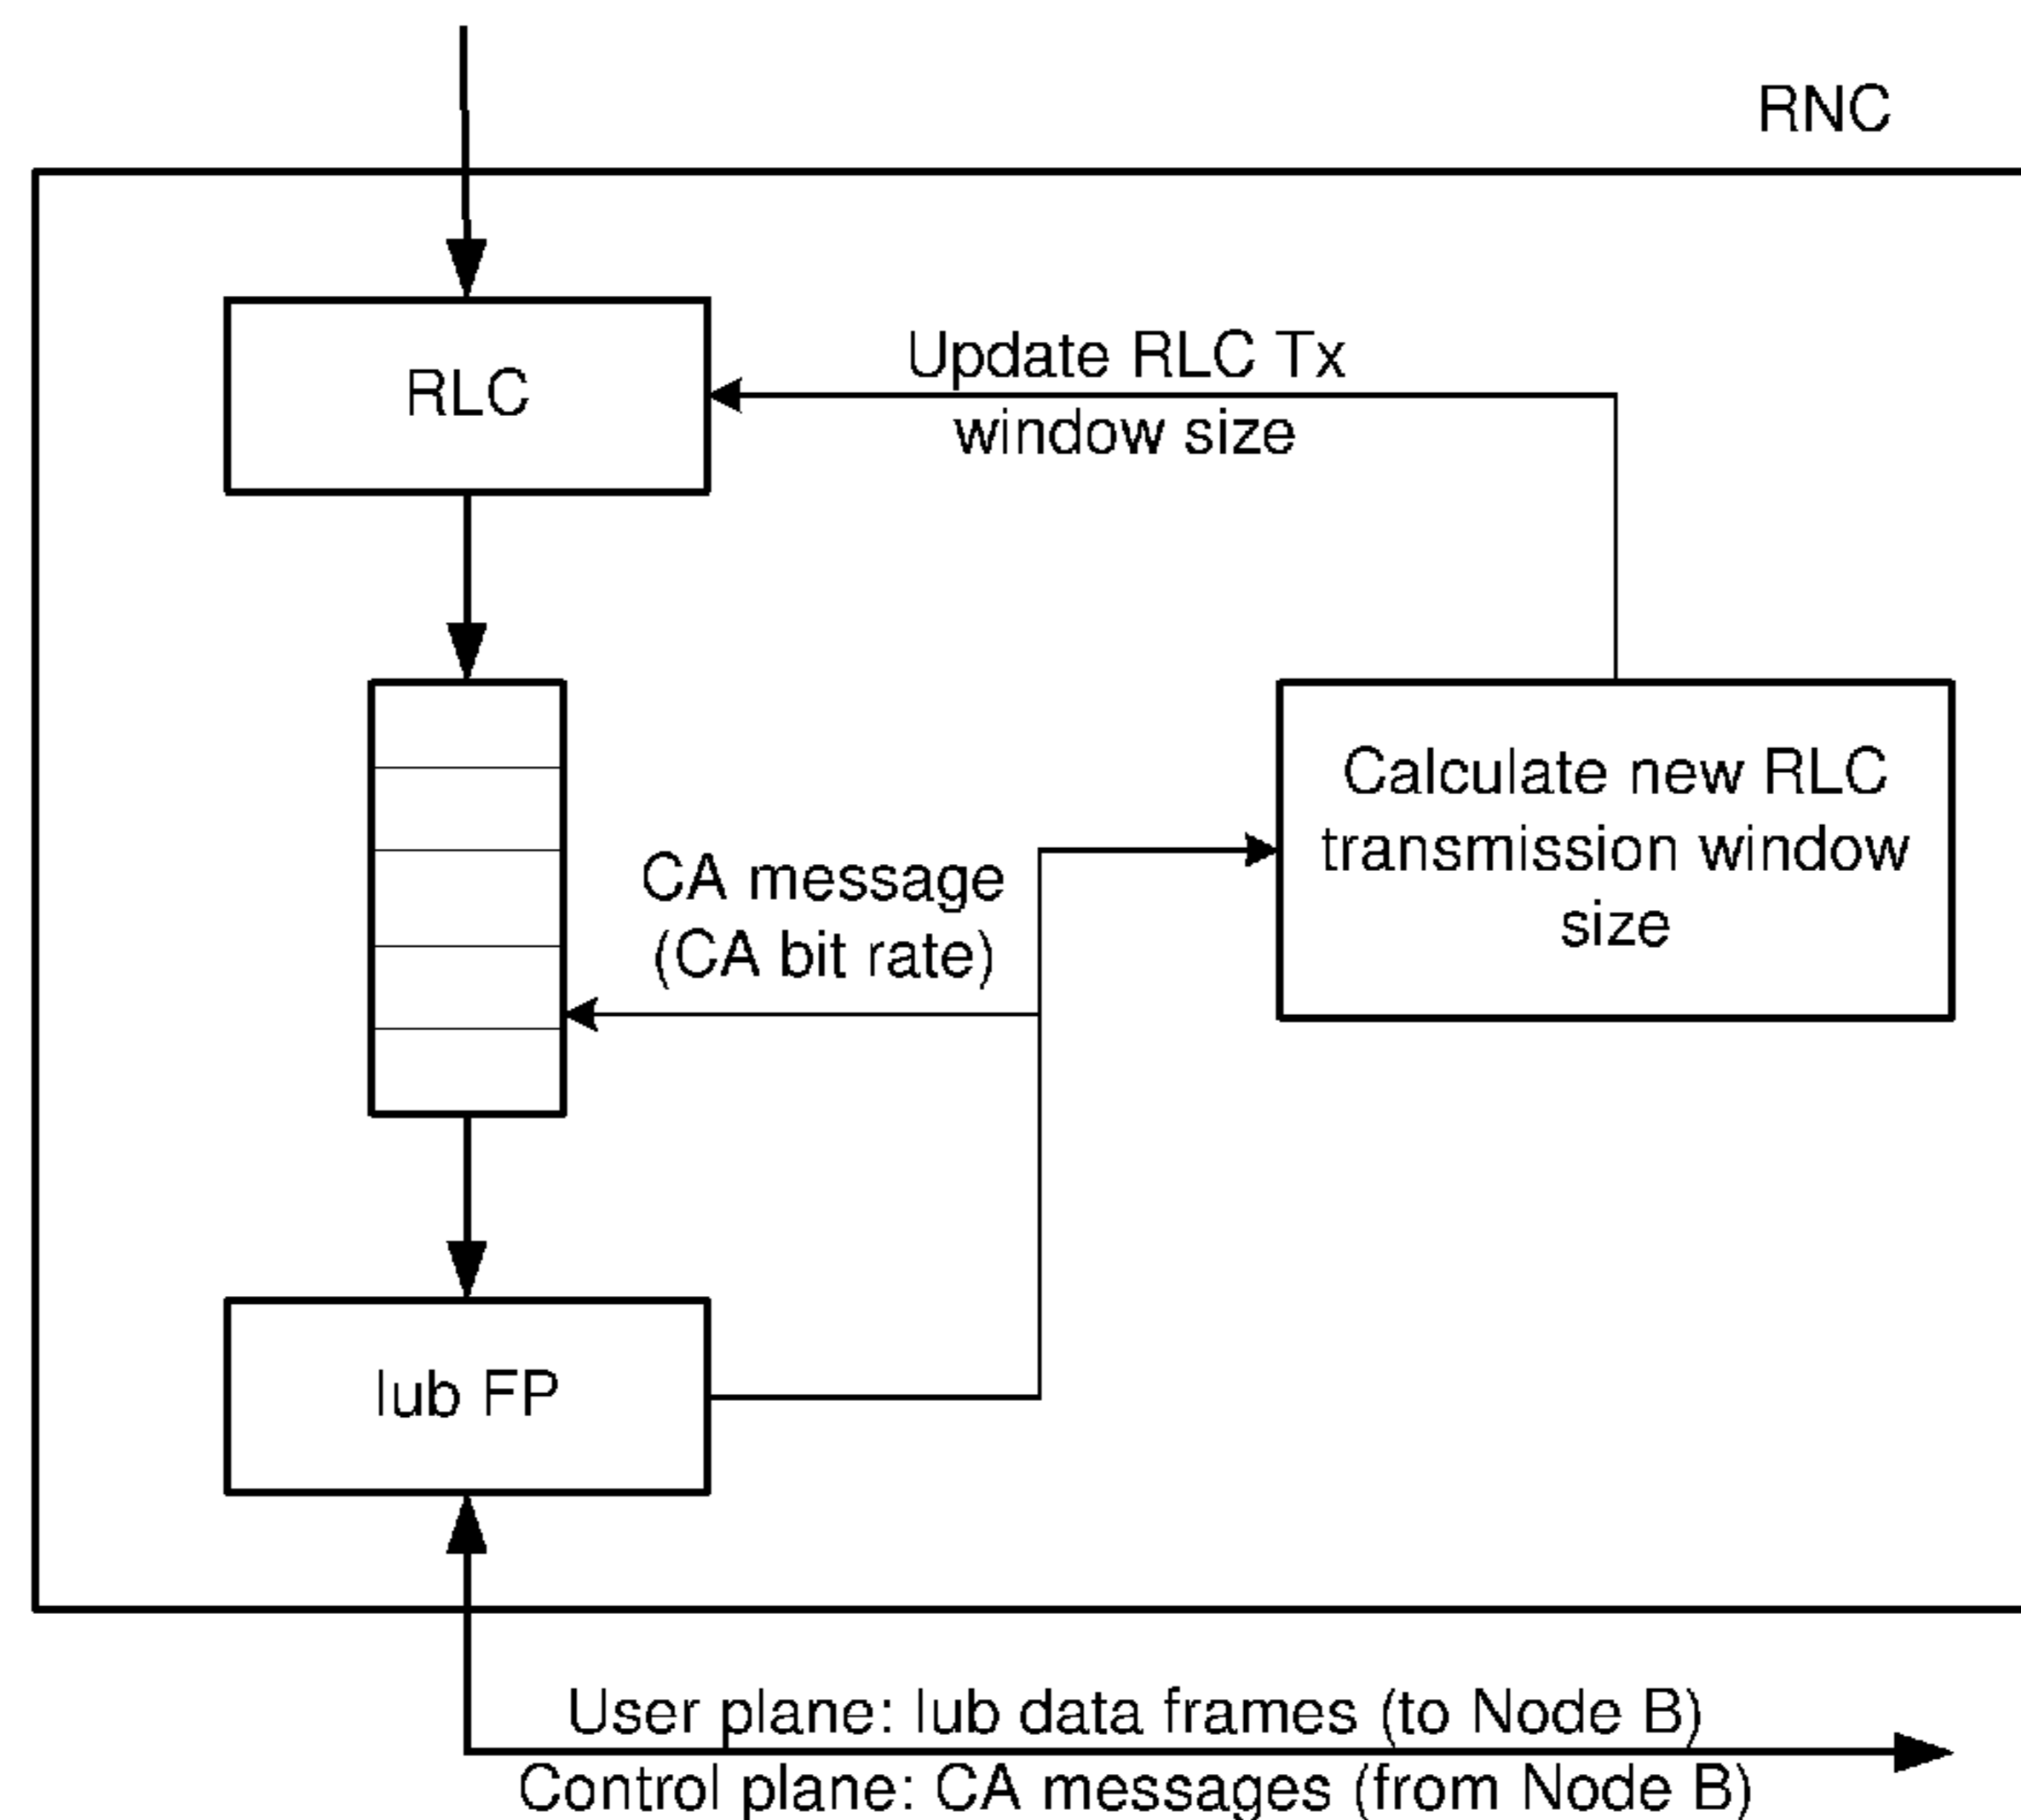 RNC
RLC
Update RLC Tx
window size
Calculate new RLC
transmission window
size
CA message
(CA bit rate)
Iub FP
User plane: Iub data frames (to Node B)
Control plane: CA messages (from Node B)